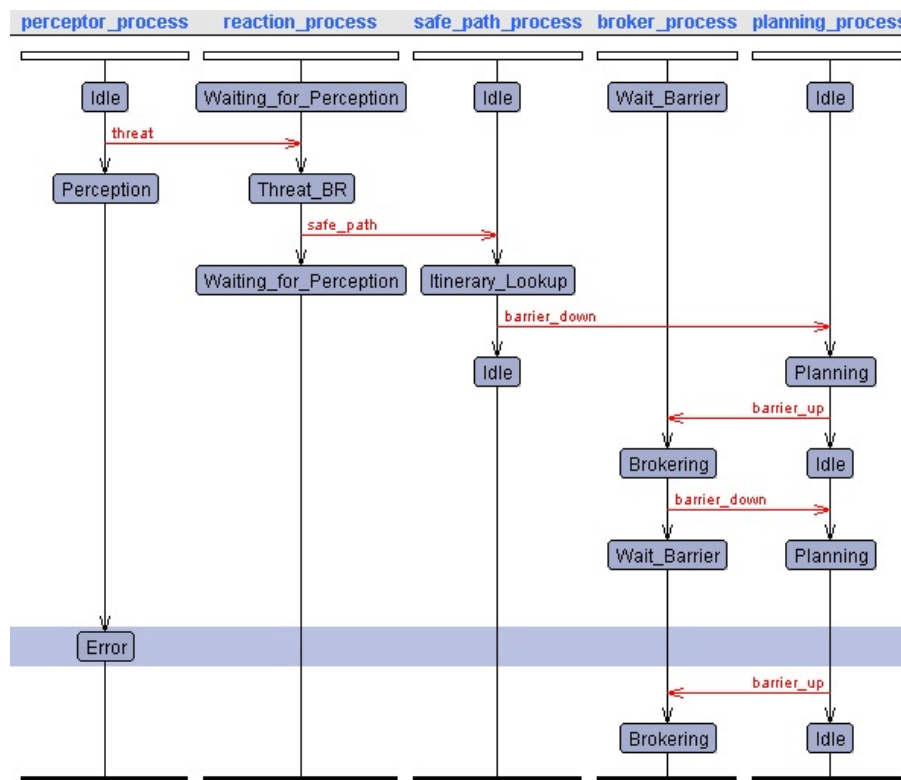 perceptor_process reaction_process safe_path_process broker_process planning_process
Idle Waiting_for_Perception Idle Wait_Barrier Idle
threat
Perception Threat_BR
safe_path
Waiting_for_Perception Itinerary_Lookup
barrier_down
Idle Planning
barrier_up
Brokering Idle
barrier_down
Wait_Barrier Planning
Error
barrier_up
Brokering Idle